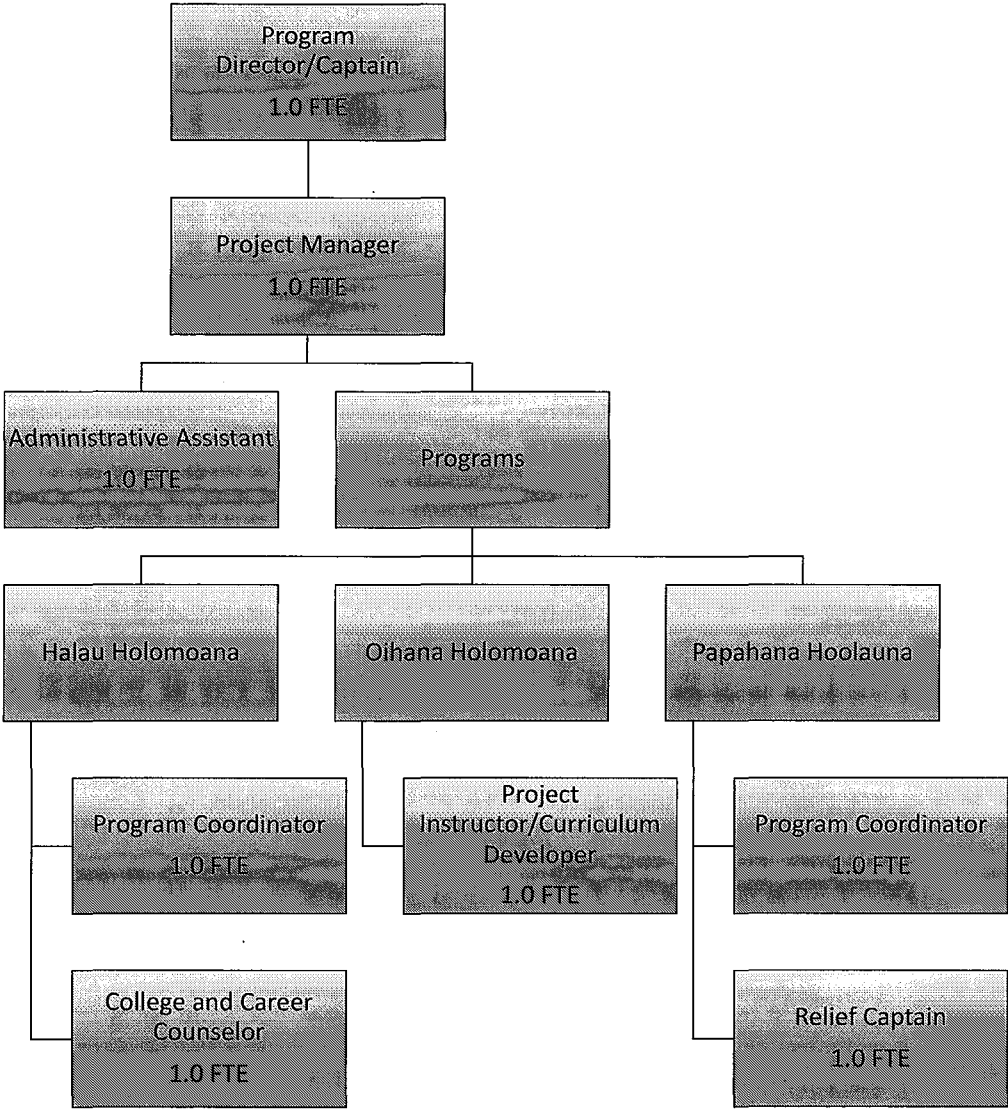 Program
Director/Captain
1.0 FTE
Project Manager
1.0 FTE
Administrative Assistant
1.0 FTE
Programs
Halau Holomoana
Oihana Holomoana
Papahana Hoolauna
Program Coordinator
1.0 FTE
College and Career
Counselor
1.0 FTE
Project
Instructor/Curriculum
Developer
1.0 FTE
Program Coordinator
1.0 FTE
Relief Captain
1.0 FTE